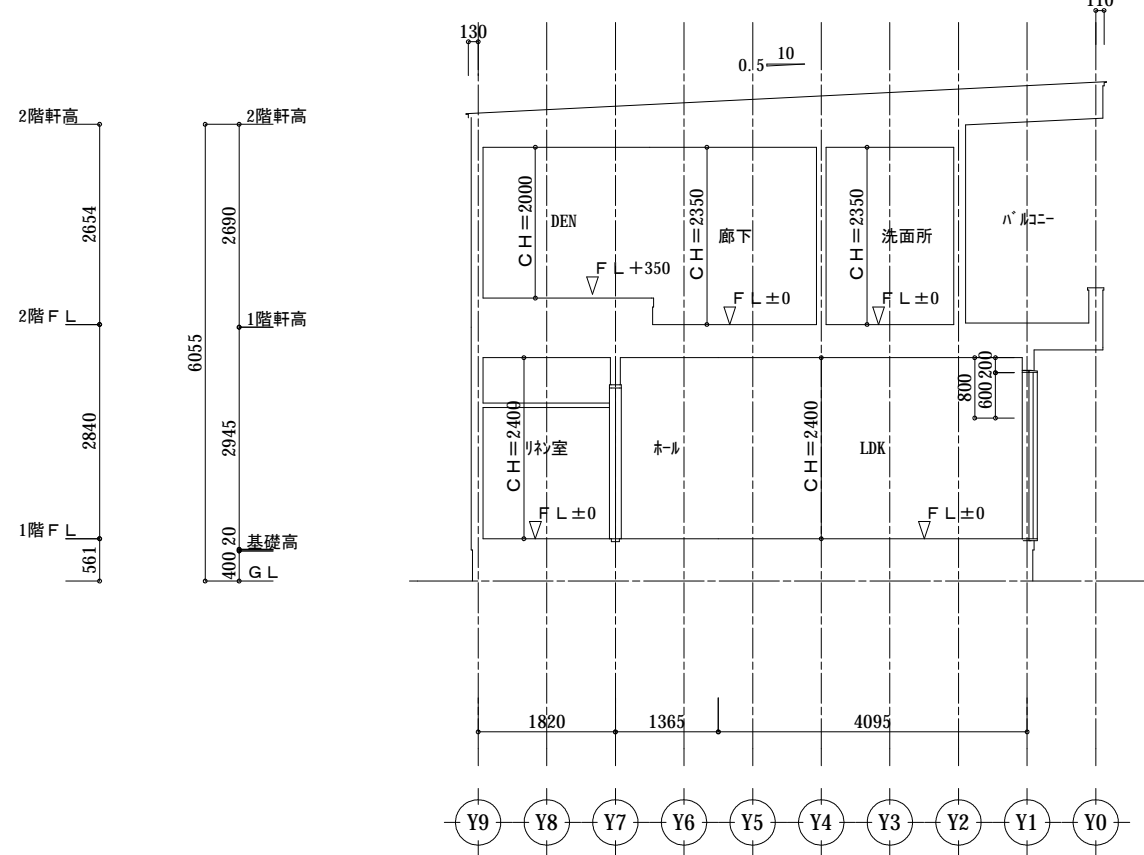 110
130
10
0.5
2階軒高
2階軒高
2654
2690
CH=2000
DEN
CH=2350
廊下
CH=2350
洗面所
バルコニー
FL+350
FL±0
FL±0
2階FL
1階軒高
6055
800
600
200
2840
2945
CH=2400
リネン室
ホール
CH=2400
LDK
FL±0
FL±0
1階FL
20
基礎高
561
400
GL
1820
1365
4095
Y9
Y8
Y7
Y6
Y5
Y4
Y3
Y2
Y1
Y0